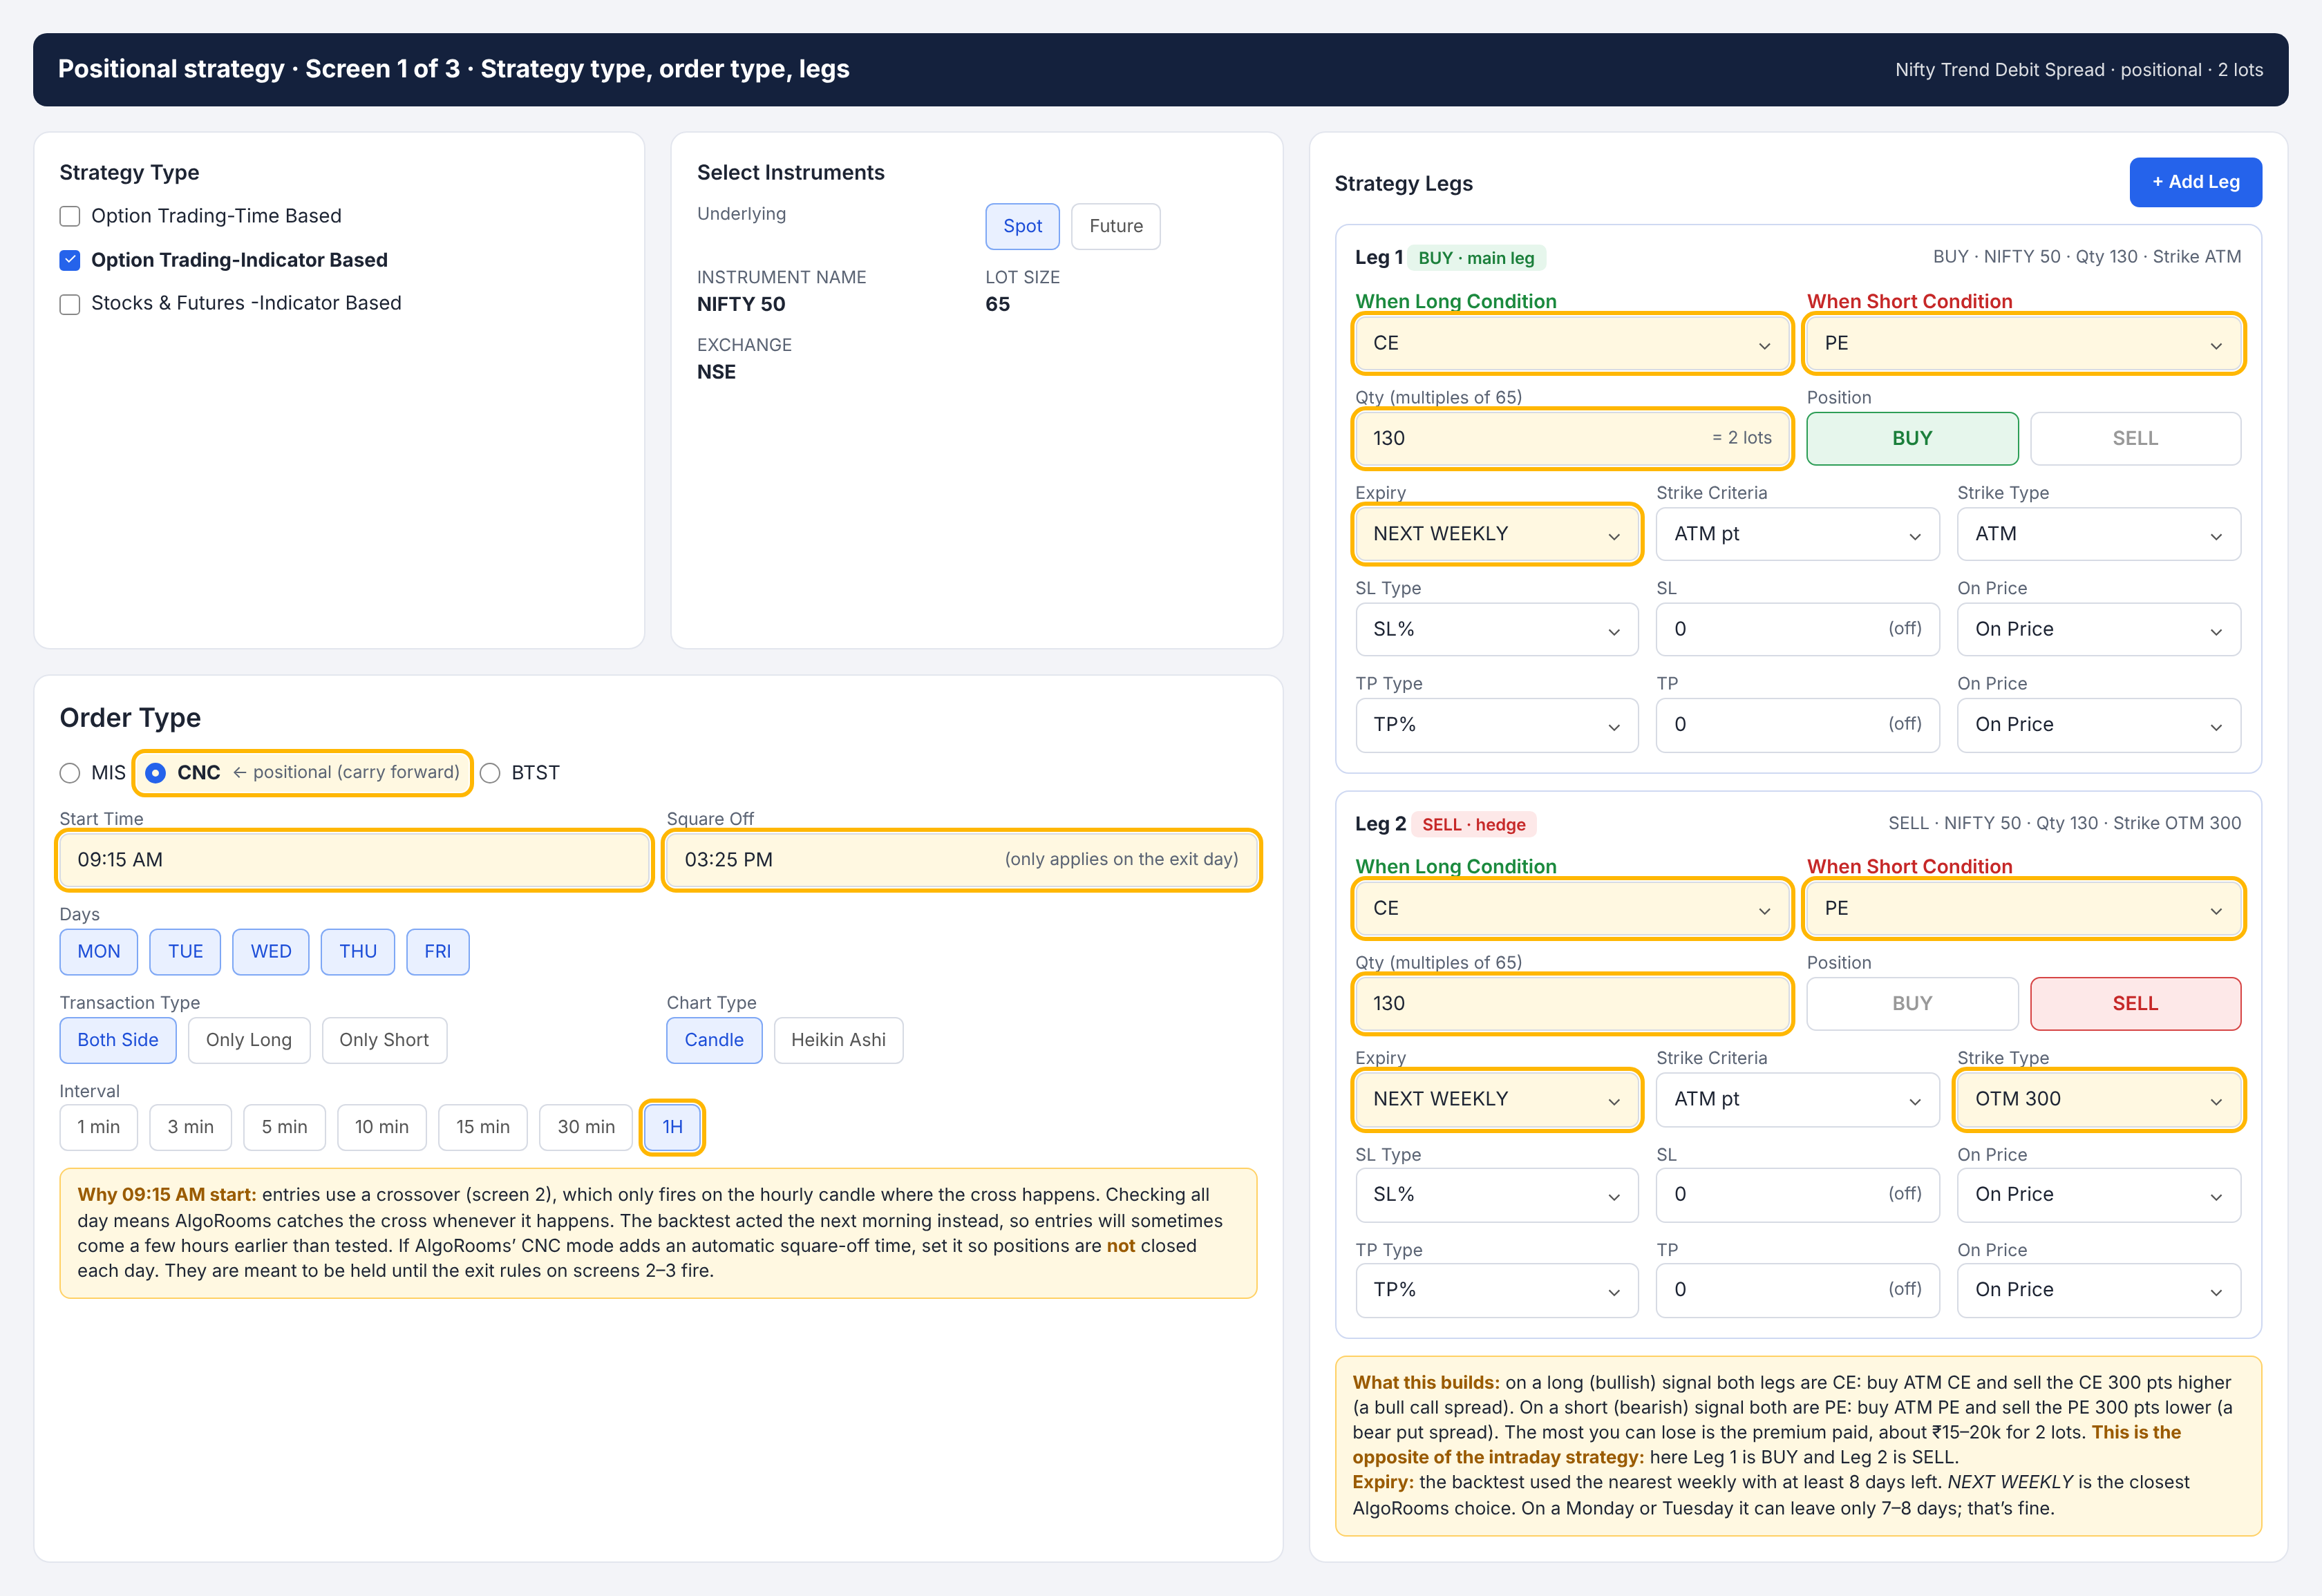 Positional strategy · Screen 1 of 3 · Strategy type, order type, legs
Nifty Trend Debit Spread · positional · 2 lots
Strategy Type
Option Trading-Time Based
Option Trading-Indicator Based
Stocks & Futures -Indicator Based
Select Instruments
Underlying
Spot
Future
INSTRUMENT NAME
LOT SIZE
NIFTY 50
65
EXCHANGE
NSE
Order Type
MIS
CNC ← positional (carry forward)
BTST
Start Time
Square Off
09:15 AM
03:25 PM (only applies on the exit day)
Days
MON TUE WED THU FRI
Transaction Type
Chart Type
Both Side Only Long Only Short
Candle Heikin Ashi
Interval
1 min 3 min 5 min 10 min 15 min 30 min 1H
Why 09:15 AM start: entries use a crossover (screen 2), which only fires on the hourly candle where the cross happens. Checking all
day means AlgoRooms catches the cross whenever it happens. The backtest acted the next morning instead, so entries will sometimes
come a few hours earlier than tested. If AlgoRooms’ CNC mode adds an automatic square-off time, set it so positions are not closed
each day. They are meant to be held until the exit rules on screens 2–3 fire.
Strategy Legs
+ Add Leg
Leg 1 BUY · main leg
BUY · NIFTY 50 · Qty 130 · Strike ATM
When Long Condition
When Short Condition
CE
PE
Qty (multiples of 65)
Position
130 = 2 lots
BUY SELL
Expiry
Strike Criteria
Strike Type
NEXT WEEKLY
ATM pt
ATM
SL Type
SL
On Price
SL%
0 (off)
On Price
TP Type
TP
On Price
TP%
0 (off)
On Price
Leg 2 SELL · hedge
SELL · NIFTY 50 · Qty 130 · Strike OTM 300
When Long Condition
When Short Condition
CE
PE
Qty (multiples of 65)
Position
130
BUY SELL
Expiry
Strike Criteria
Strike Type
NEXT WEEKLY
ATM pt
OTM 300
SL Type
SL
On Price
SL%
0 (off)
On Price
TP Type
TP
On Price
TP%
0 (off)
On Price
What this builds: on a long (bullish) signal both legs are CE: buy ATM CE and sell the CE 300 pts higher
(a bull call spread). On a short (bearish) signal both are PE: buy ATM PE and sell the PE 300 pts lower (a
bear put spread). The most you can lose is the premium paid, about ₹15–20k for 2 lots. This is the
opposite of the intraday strategy: here Leg 1 is BUY and Leg 2 is SELL.
Expiry: the backtest used the nearest weekly with at least 8 days left. NEXT WEEKLY is the closest
AlgoRooms choice. On a Monday or Tuesday it can leave only 7–8 days; that’s fine.